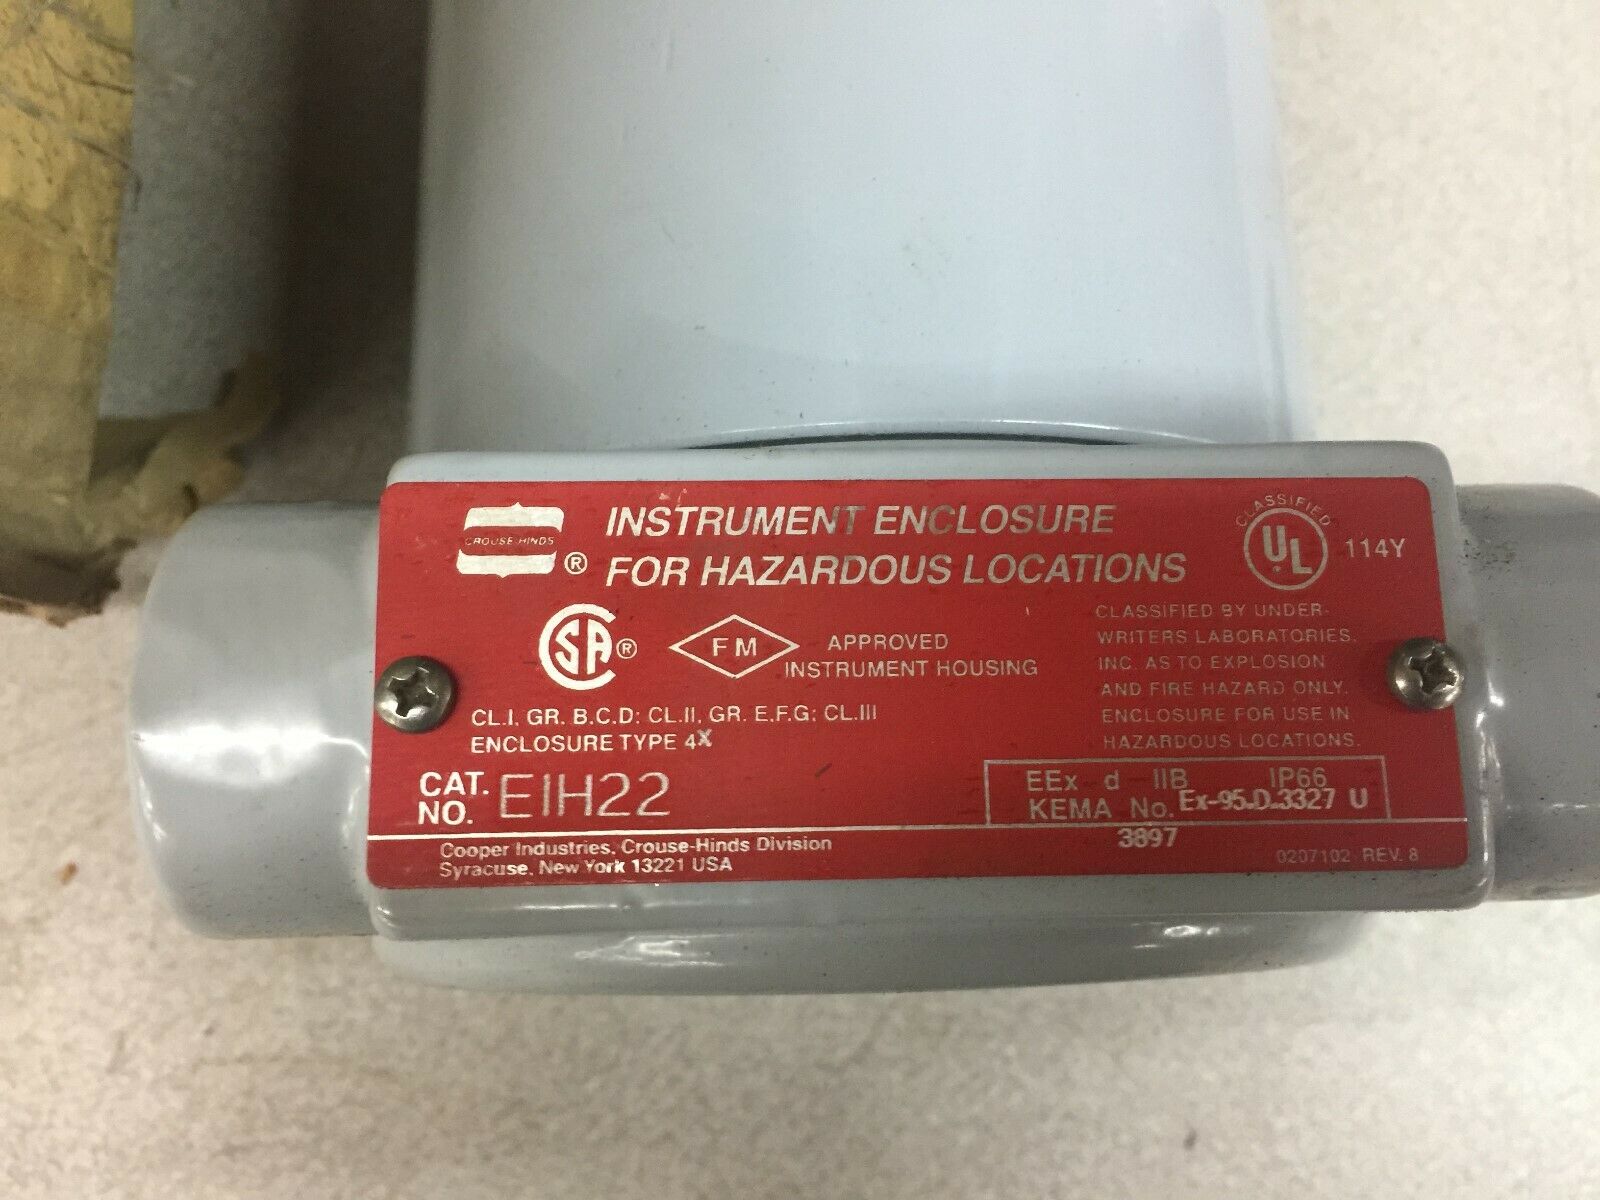 CROUSE-HINDS
®
INSTRUMENT ENCLOSURE
FOR HAZARDOUS LOCATIONS
CLASSIFIED
UL
114Y
CSA ®
FM
APPROVED
INSTRUMENT HOUSING
CL.I, GR. B.C.D; CL.II, GR. E.F.G; CL.III
ENCLOSURE TYPE 4X
CLASSIFIED BY UNDER-
WRITERS LABORATORIES,
INC. AS TO EXPLOSION
AND FIRE HAZARD ONLY.
ENCLOSURE FOR USE IN
HAZARDOUS LOCATIONS.
CAT.
NO. EIH22
EEx d IIB IP66
KEMA No. Ex-95.D.3327 U
3897
Cooper Industries, Crouse-Hinds Division
Syracuse, New York 13221 USA
0207102 REV. 8